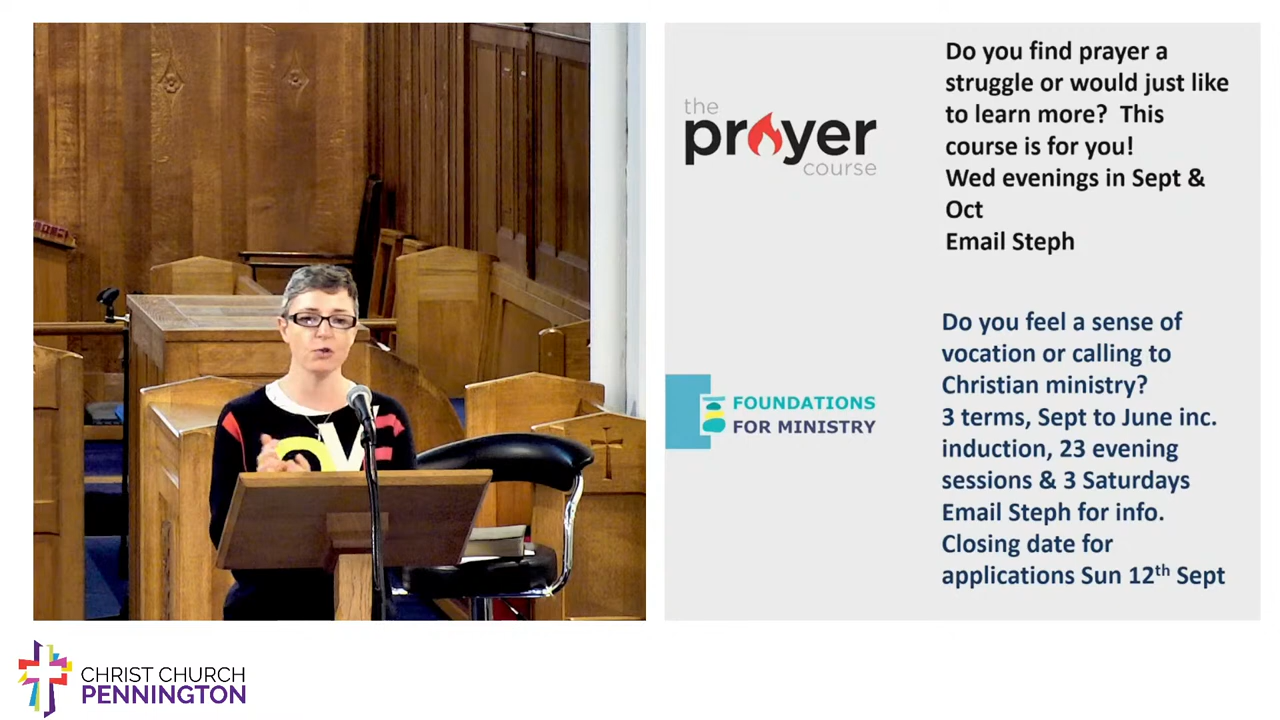 the
prayer
course
Do you find prayer a
struggle or would just like
to learn more? This
course is for you!
Wed evenings in Sept &
Oct
Email Steph
FOUNDATIONS
FOR MINISTRY
Do you feel a sense of
vocation or calling to
Christian ministry?
3 terms, Sept to June inc.
induction, 23 evening
sessions & 3 Saturdays
Email Steph for info.
Closing date for
applications Sun 12th Sept
CHRIST CHURCH
PENNINGTON